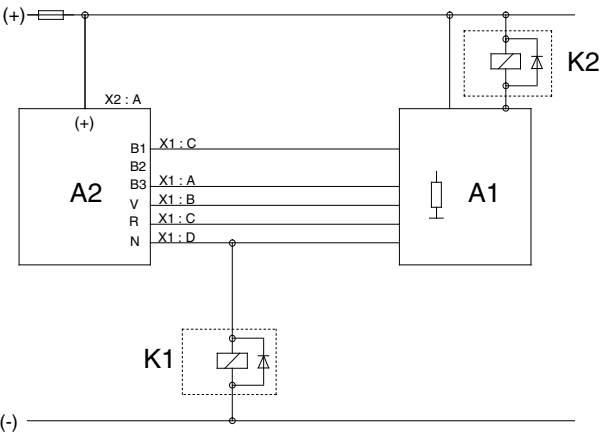 (+)
K2
X2 : A
(+)
B1 X1 : C
B2
B3 X1 : A
A2
A1
V X1 : B
R X1 : C
N X1 : D
K1
(-)